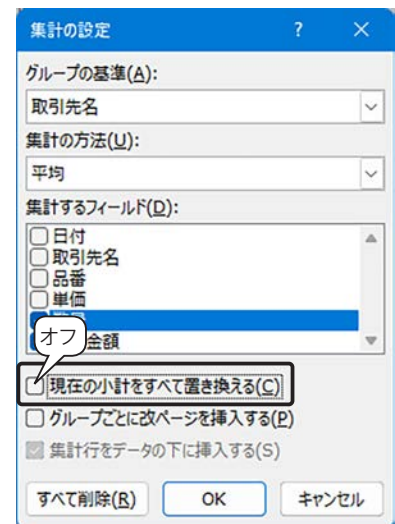 集計の設定 ? ×
グループの基準(A):
取引先名
集計の方法(U):
平均
集計するフィールド(D):
日付
取引先名
品番
単価
オフ
金額
現在の小計をすべて置き換える(C)
グループごとに改ページを挿入する(P)
集計行をデータの下に挿入する(S)
すべて削除(R) OK キャンセル